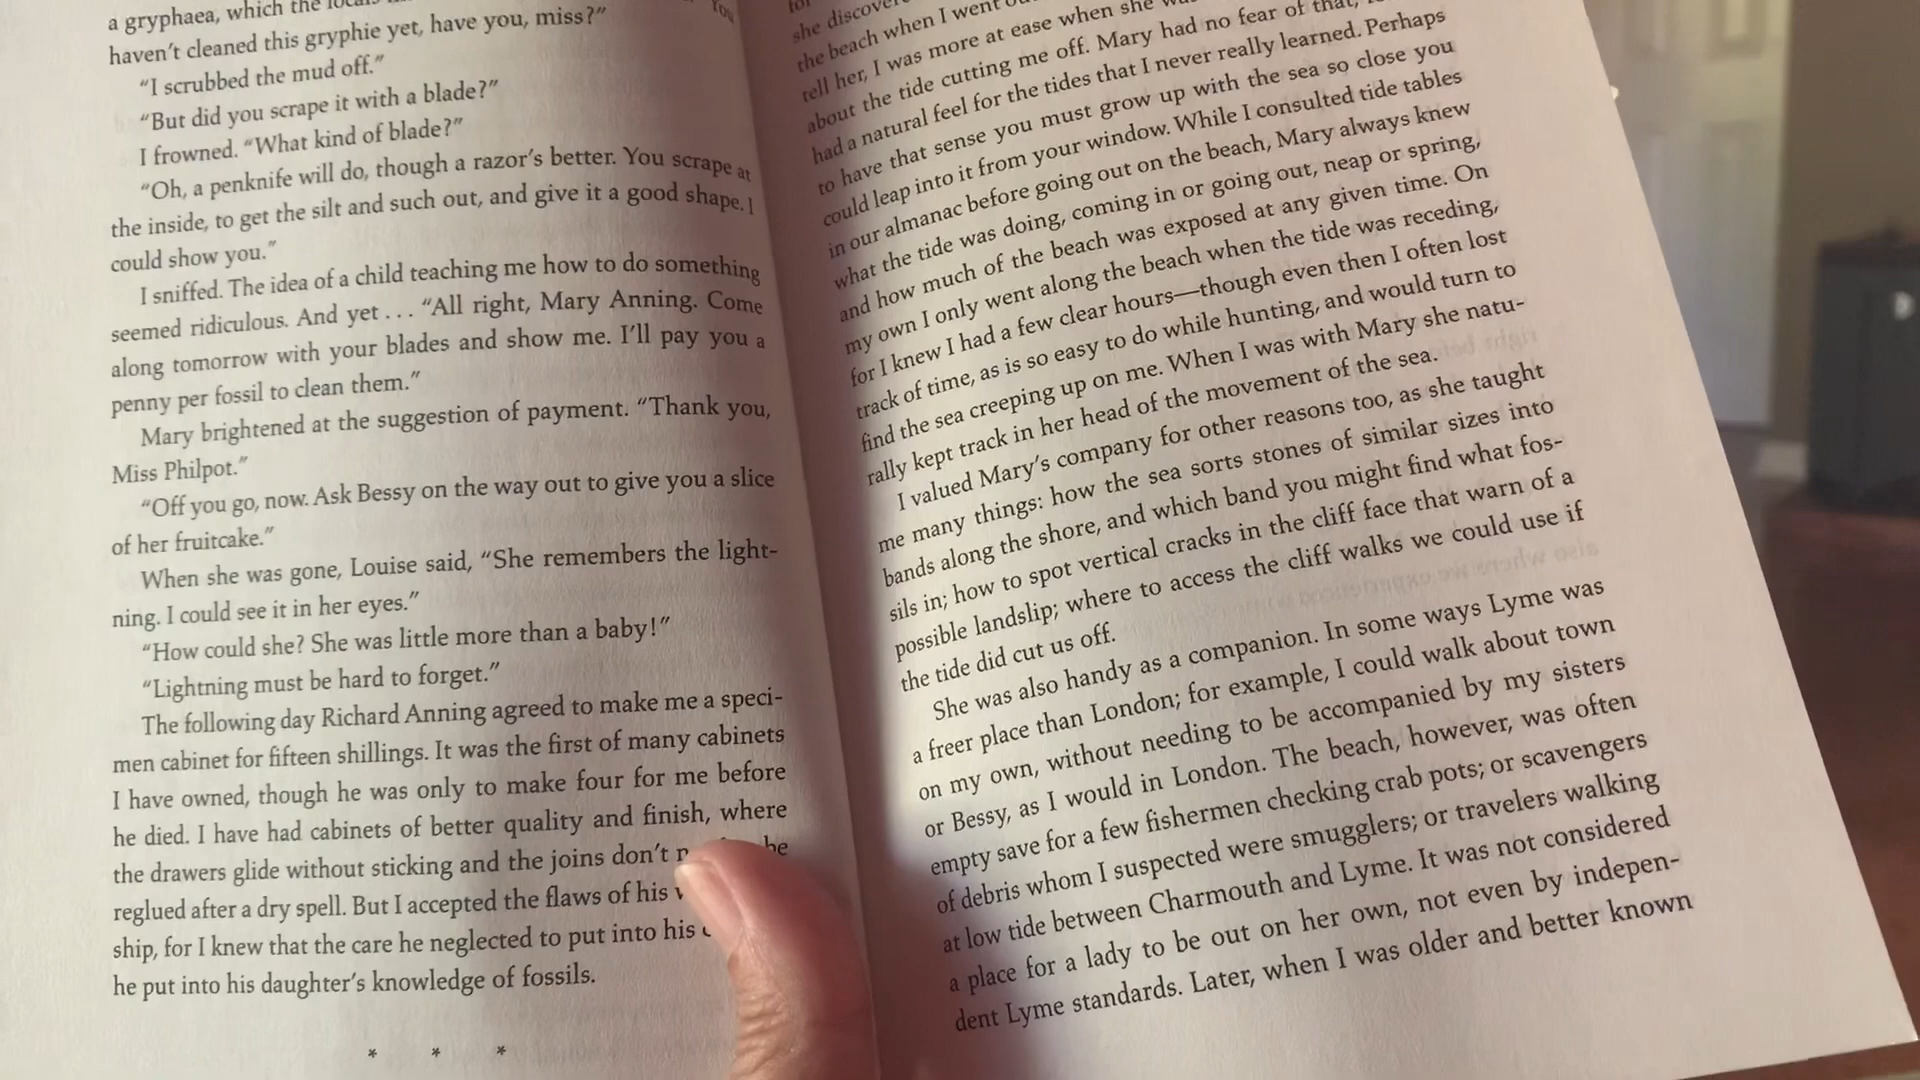 a gryphaea, which the
haven't cleaned this gryphie yet, have you, miss?" You
"I scrubbed the mud off."
"But did you scrape it with a blade?"
I frowned. "What kind of blade?"
"Oh, a penknife will do, though a razor's better. You scrape at
the inside, to get the silt and such out, and give it a good shape. I
could show you."
I sniffed. The idea of a child teaching me how to do something
seemed ridiculous. And yet . . . "All right, Mary Anning. Come
along tomorrow with your blades and show me. I'll pay you a
penny per fossil to clean them."
Mary brightened at the suggestion of payment. "Thank you,
Miss Philpot."
"Off you go, now. Ask Bessy on the way out to give you a slice
of her fruitcake."
When she was gone, Louise said, "She remembers the light-
ning. I could see it in her eyes."
"How could she? She was little more than a baby!"
"Lightning must be hard to forget."
The following day Richard Anning agreed to make me a speci-
men cabinet for fifteen shillings. It was the first of many cabinets
I have owned, though he was only to make four for me before
he died. I have had cabinets of better quality and finish, where
the drawers glide without sticking and the joins don't be
reglued after a dry spell. But I accepted the flaws of his
ship, for I knew that the care he neglected to put into his
he put into his daughter's knowledge of fossils.
* * *
she
the beach when I went
tell her, I was more at ease when she
about the tide cutting me off. Mary had no fear of that,
had a natural feel for the tides that I never really learned. Perhaps
to have that sense you must grow up with the sea so close you
could leap into it from your window. While I consulted tide tables
in our almanac before going out on the beach, Mary always knew
what the tide was doing, coming in or going out, neap or spring,
and how much of the beach was exposed at any given time. On
my own I only went along the beach when the tide was receding,
for I knew I had a few clear hours—though even then I often lost
track of time, as is so easy to do while hunting, and would turn to
find the sea creeping up on me. When I was with Mary she natu-
rally kept track in her head of the movement of the sea.
I valued Mary's company for other reasons too, as she taught
me many things: how the sea sorts stones of similar sizes into
bands along the shore, and which band you might find what fos-
sils in; how to spot vertical cracks in the cliff face that warn of a
possible landslip; where to access the cliff walks we could use if
the tide did cut us off.
She was also handy as a companion. In some ways Lyme was
a freer place than London; for example, I could walk about town
on my own, without needing to be accompanied by my sisters
or Bessy, as I would in London. The beach, however, was often
empty save for a few fishermen checking crab pots; or scavengers
of debris whom I suspected were smugglers; or travelers walking
at low tide between Charmouth and Lyme. It was not considered
a place for a lady to be out on her own, not even by indepen-
dent Lyme standards. Later, when I was older and better known